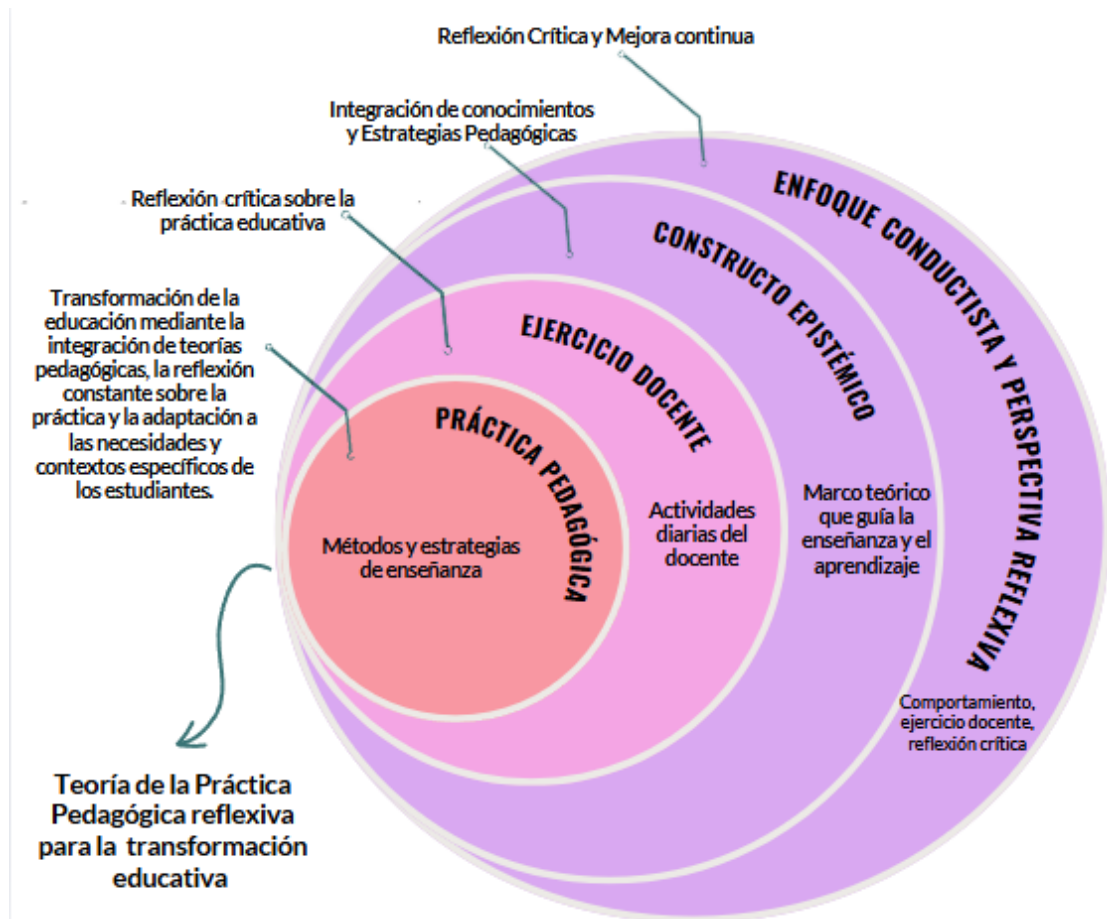 Reflexión Crítica y Mejora continua
Integración de conocimientos
y Estrategias Pedagógicas
Reflexión crítica sobre la
práctica educativa
Transformación de la
educación mediante la
integración de teorías
pedagógicas, la reflexión
constante sobre la
práctica y la adaptación a
las necesidades y
contextos específicos de
los estudiantes.
ENFOQUE CONDUCTISTA Y PERSPECTIVA REFLEXIVA
CONSTRUCTO EPISTÉMICO
EJERCICIO DOCENTE
PRÁCTICA PEDAGÓGICA
Métodos y estrategias
de enseñanza
Actividades
diarias del
docente
Marco teórico
que guía la
enseñanza y el
aprendizaje
Comportamiento,
ejercicio docente,
reflexión crítica
Teoría de la Práctica
Pedagógica reflexiva
para la transformación
educativa